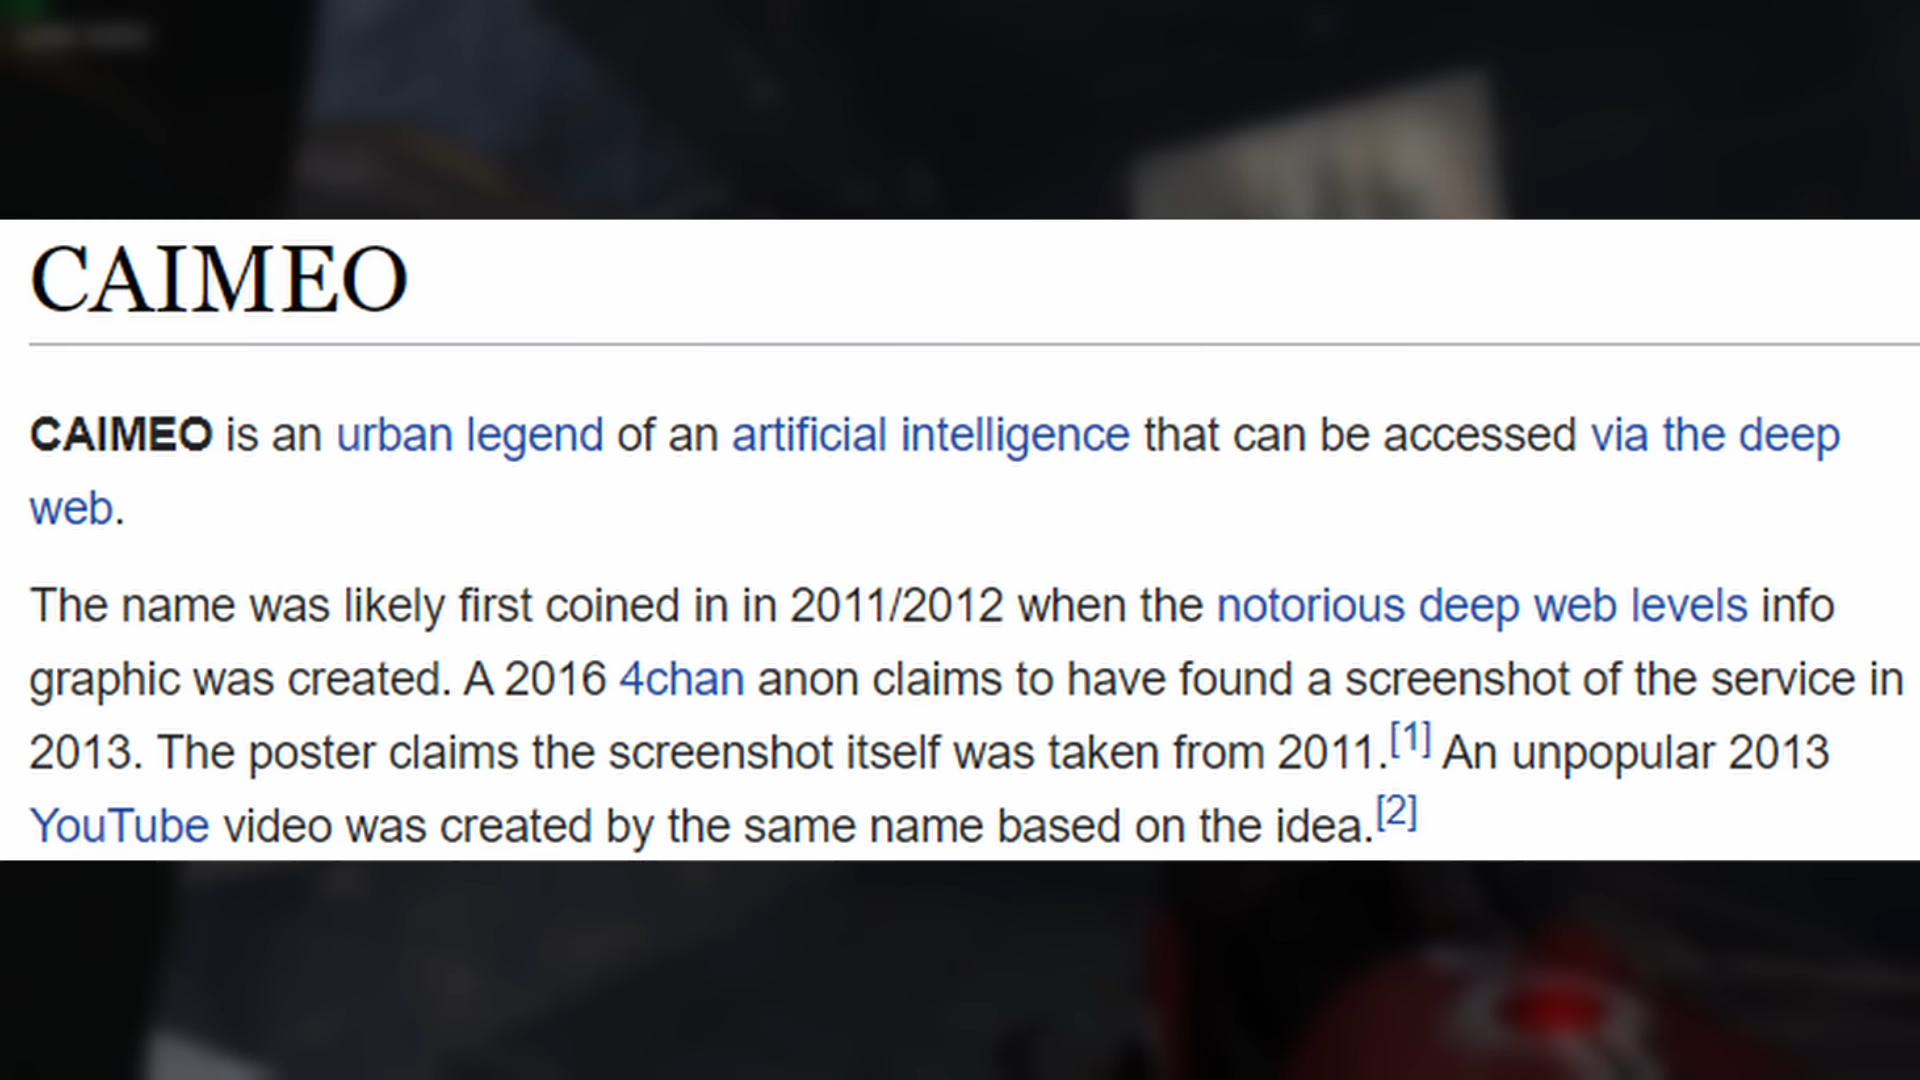 CAIMEO
CAIMEO is an urban legend of an artificial intelligence that can be accessed via the deep
web.
The name was likely first coined in in 2011/2012 when the notorious deep web levels info
graphic was created. A 2016 4chan anon claims to have found a screenshot of the service in
2013. The poster claims the screenshot itself was taken from 2011.[1] An unpopular 2013
YouTube video was created by the same name based on the idea.[2]